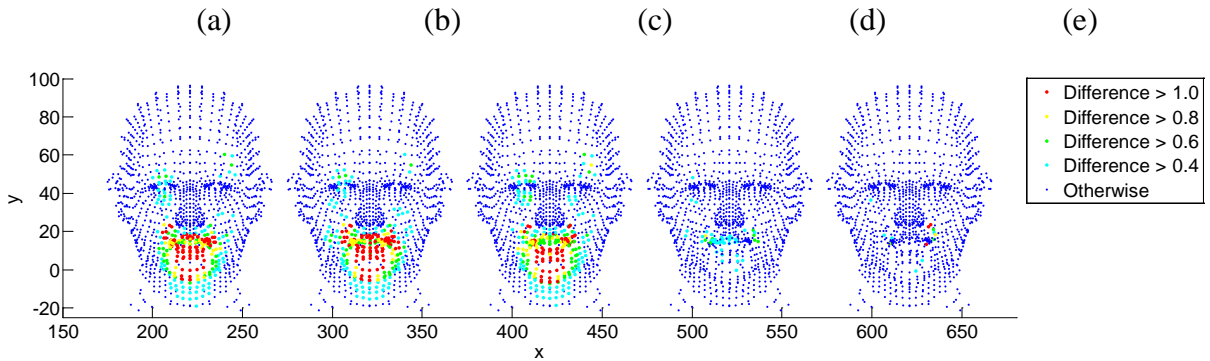 (a) (b) (c) (d) (e)
100
80
60
40
20
0
-20
y
150 200 250 300 350 400 450 500 550 600 650
x
Difference > 1.0
Difference > 0.8
Difference > 0.6
Difference > 0.4
Otherwise